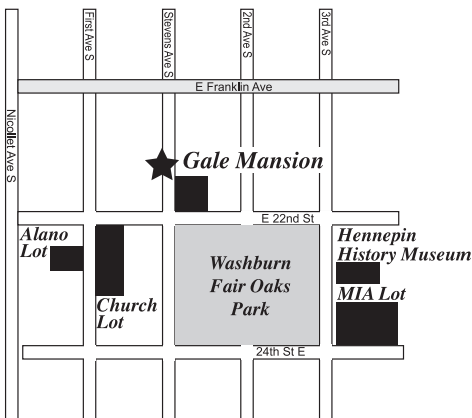 First Ave S
Stevens Ave S
2nd Ave S
3rd Ave S
E Franklin Ave
Nicollet Ave S
Gale Mansion
E 22nd St
Alano
Lot
Church
Lot
Washburn
Fair Oaks
Park
Hennepin
History Museum
MIA Lot
24th St E